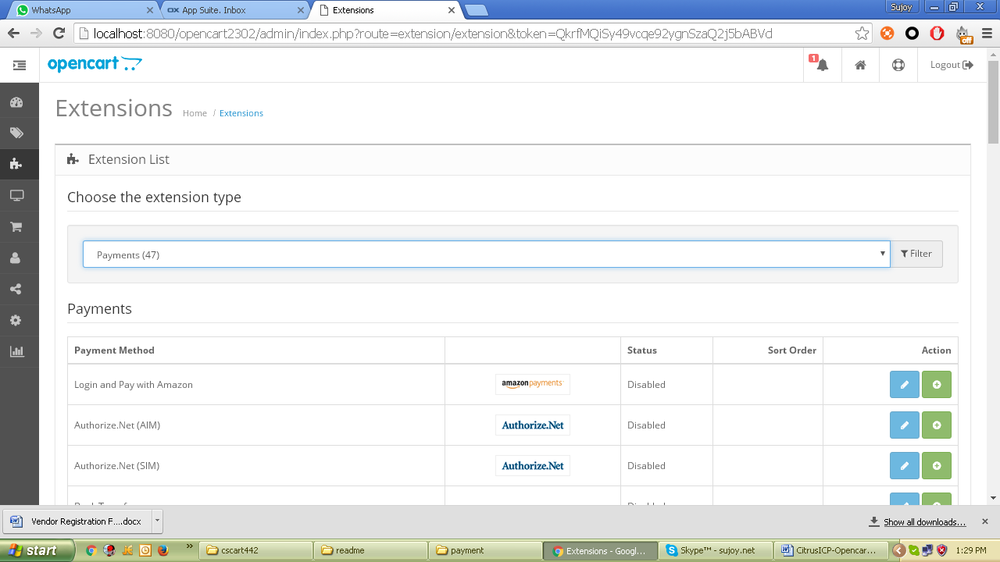 WhatsApp
App Suite. Inbox
Extensions
Sujoy
localhost:8080/opencart2302/admin/index.php?route=extension/extension&token=QkrfMQiSy49vcqe92ygnSzaQ2j5bABVd
off
opencart
1
Logout
Extensions
Home / Extensions
Extension List
Choose the extension type
Payments (47)
Filter
Payments
Payment Method Status Sort Order Action
Login and Pay with Amazon amazonpayments Disabled
Authorize.Net (AIM) Authorize.Net Disabled
Authorize.Net (SIM) Authorize.Net Disabled
Vendor Registration F....docx
Show all downloads...
start
cscart442
readme
payment
Extensions - Googl...
Skype™ - sujoy.net
CitrusICP-Opencar...
1:29 PM